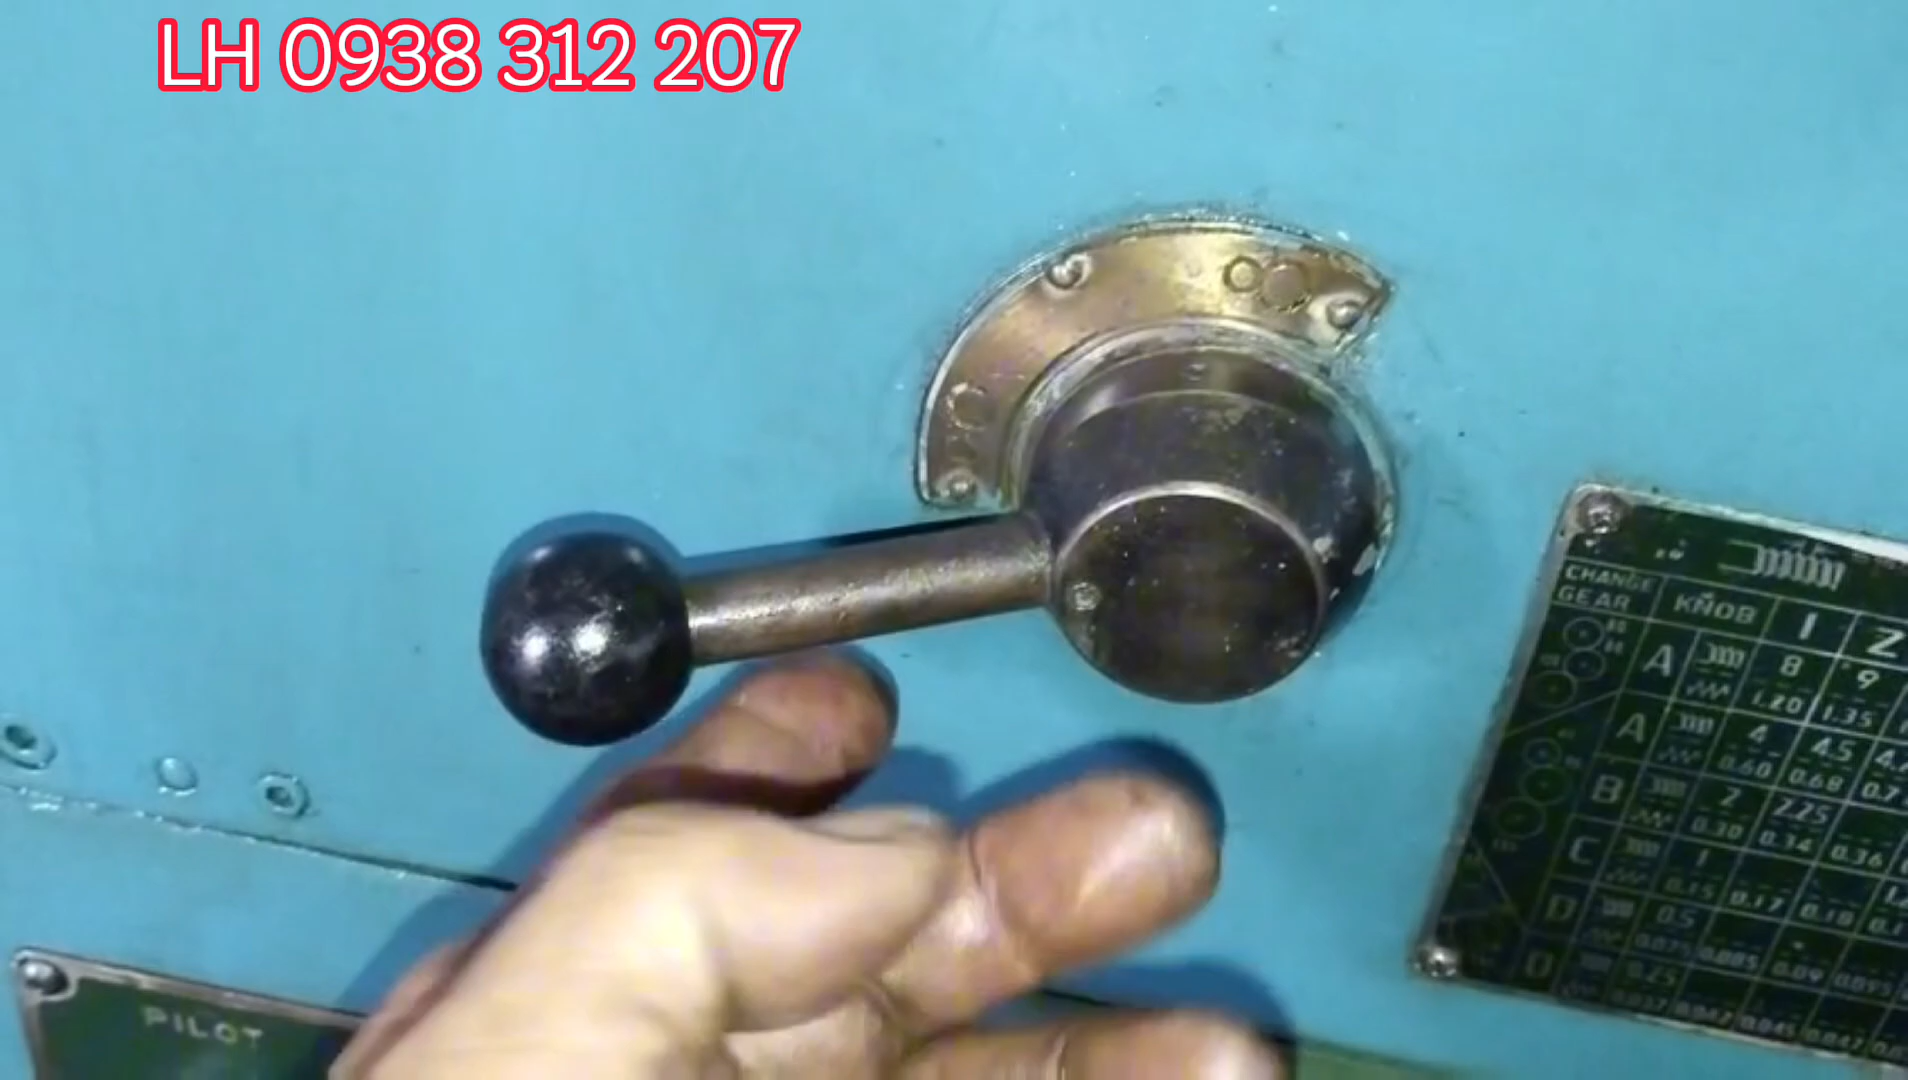 LH 0938 312 207
CHANGE
GEAR
KNOB 1 2
A 8 9
1.20 1.35
A 4 4.5
0.60 0.68 0.7
B 2 2.25
0.30 0.34 0.36
C 1
0.15 0.17 0.18
D 0.5
0.075 0.085 0.09 0.095
D 0.25
PILOT